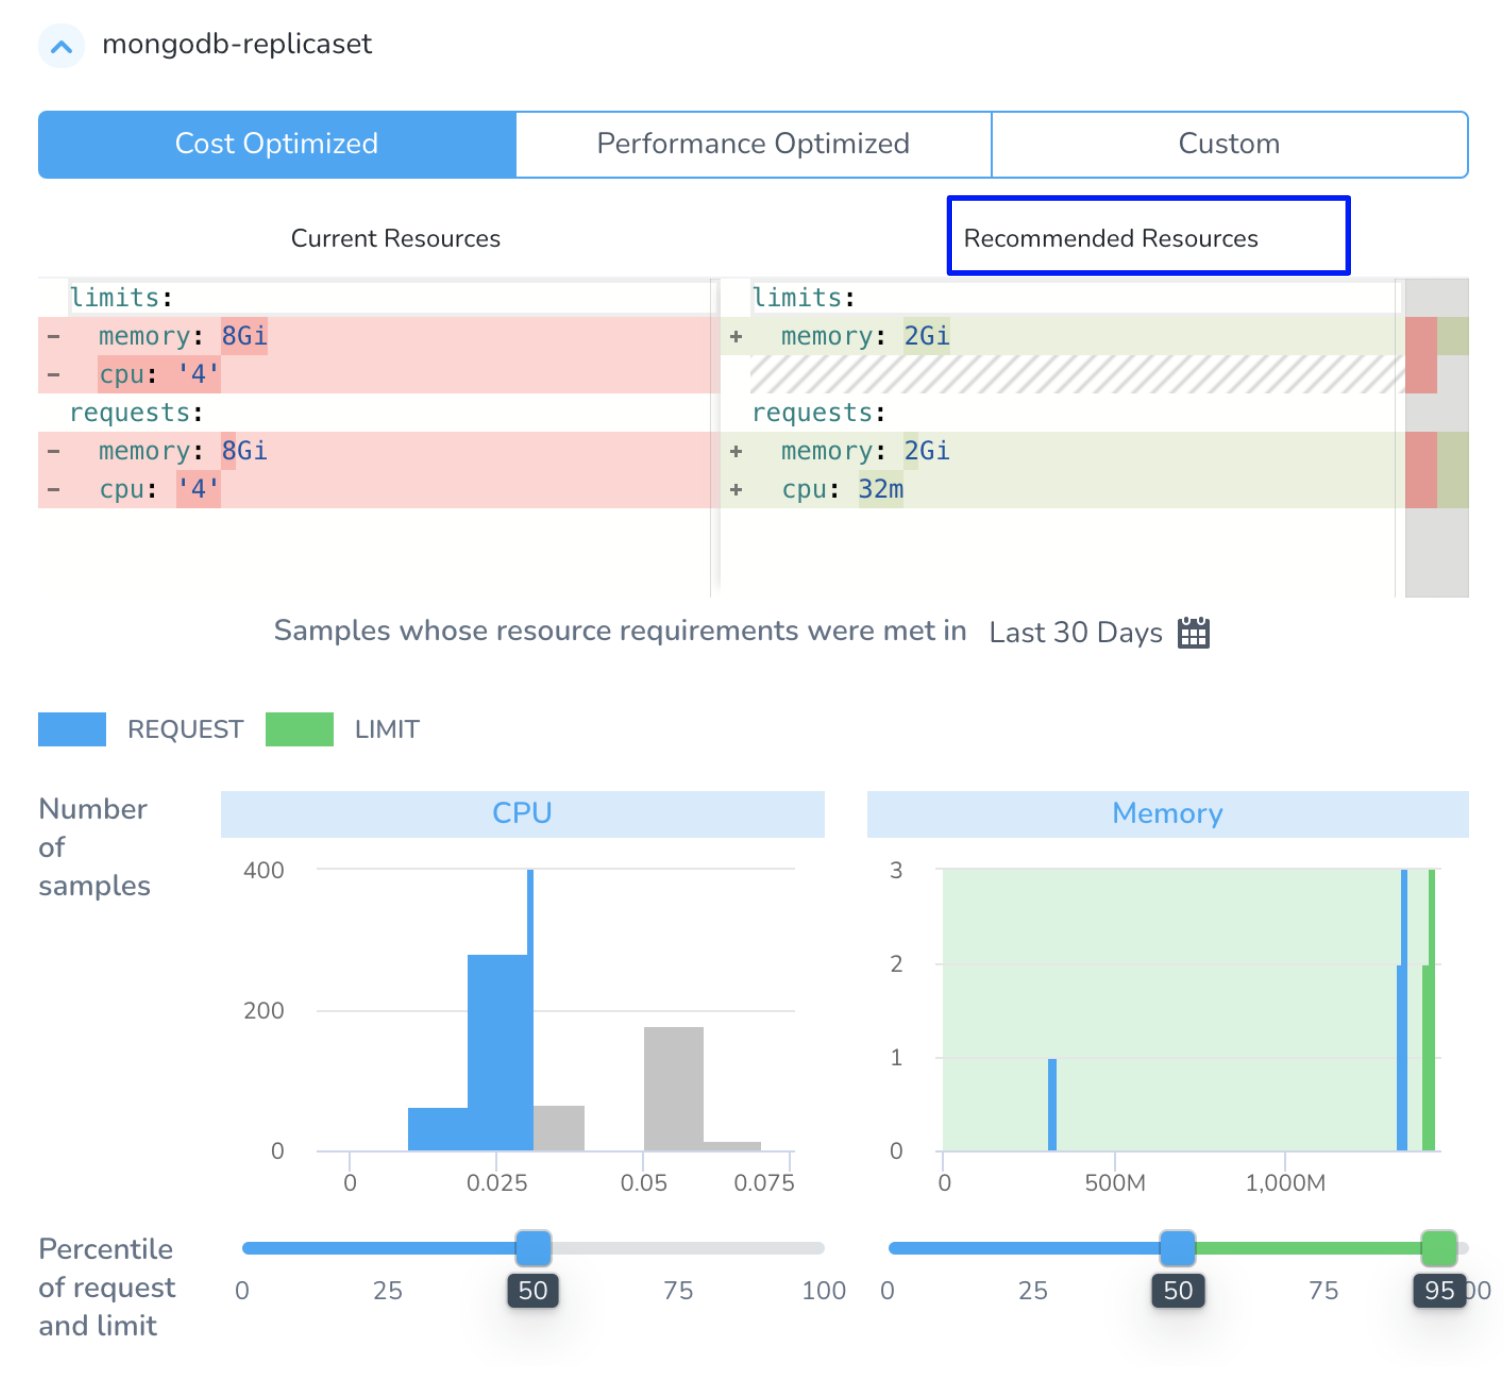 mongodb-replicaset
Cost Optimized
Performance Optimized
Custom
Current Resources
Recommended Resources
limits:
- memory: 8Gi
- cpu: '4'
requests:
- memory: 8Gi
- cpu: '4'
limits:
+ memory: 2Gi
requests:
+ memory: 2Gi
+ cpu: 32m
Samples whose resource requirements were met in Last 30 Days
REQUEST
LIMIT
Number
of
samples
CPU
400
200
0
0 0.025 0.05 0.075
Memory
3
2
1
0
0 500M 1,000M
Percentile
of request
and limit
0 25 50 75 100
0 25 50 75 95 00